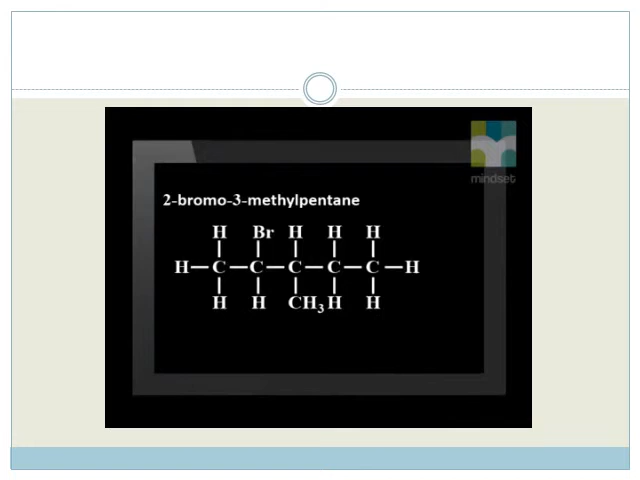 mindset
2-bromo-3-methylpentane
H Br H H H
H—C—C—C—C—C—H
H H CH₃ H H